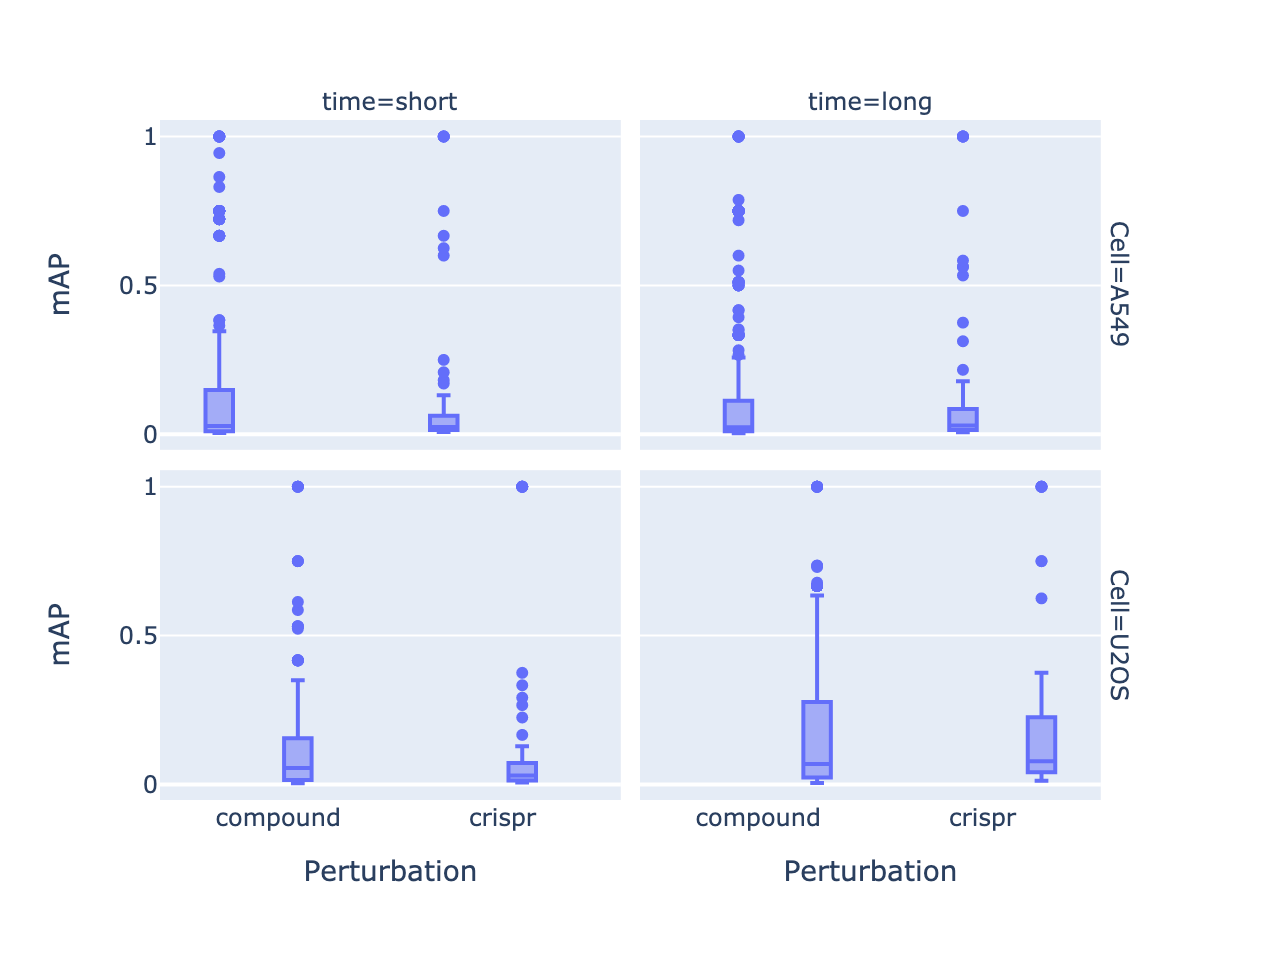 time=short
time=long
1
0.5
0
mAP
Cell=A549
1
0.5
0
mAP
Cell=U2OS
compound
crispr
compound
crispr
Perturbation
Perturbation